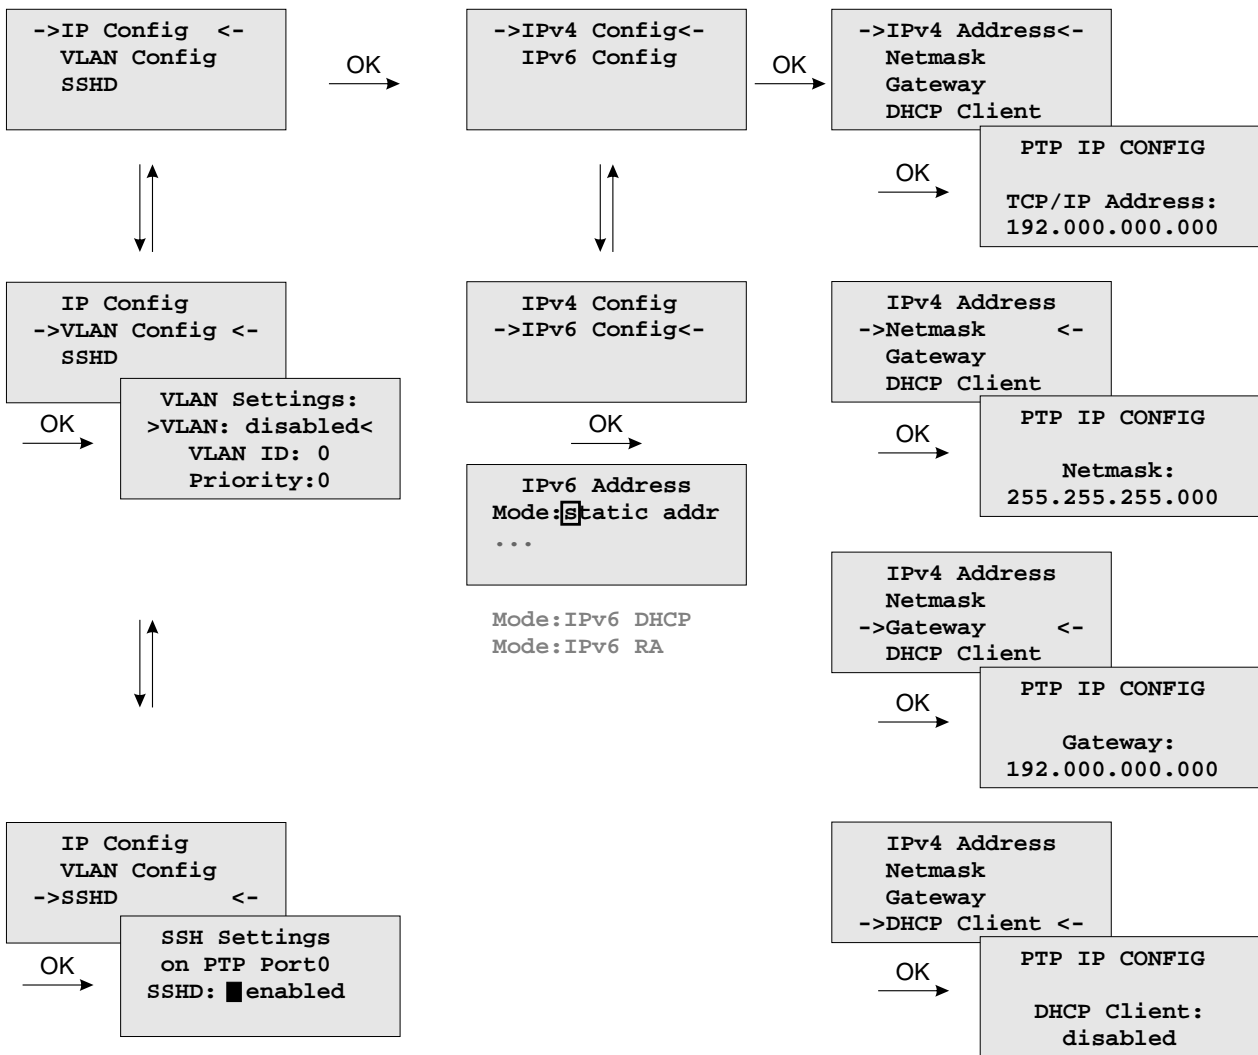 ->IP Config <-
VLAN Config
SSHD
OK
->IPv4 Config<-
IPv6 Config
OK
->IPv4 Address<-
Netmask
Gateway
DHCP Client
OK
PTP IP CONFIG
TCP/IP Address:
192.000.000.000
IP Config
->VLAN Config <-
SSHD
OK
VLAN Settings:
>VLAN: disabled<
VLAN ID: 0
Priority:0
IPv4 Config
->IPv6 Config<-
OK
IPv6 Address
Mode:static addr
...
Mode:IPv6 DHCP
Mode:IPv6 RA
IPv4 Address
->Netmask <-
Gateway
DHCP Client
OK
PTP IP CONFIG
Netmask:
255.255.255.000
IPv4 Address
Netmask
->Gateway <-
DHCP Client
OK
PTP IP CONFIG
Gateway:
192.000.000.000
IP Config
VLAN Config
->SSHD <-
OK
SSH Settings
on PTP Port0
SSHD: █enabled
IPv4 Address
Netmask
Gateway
->DHCP Client <-
OK
PTP IP CONFIG
DHCP Client:
disabled